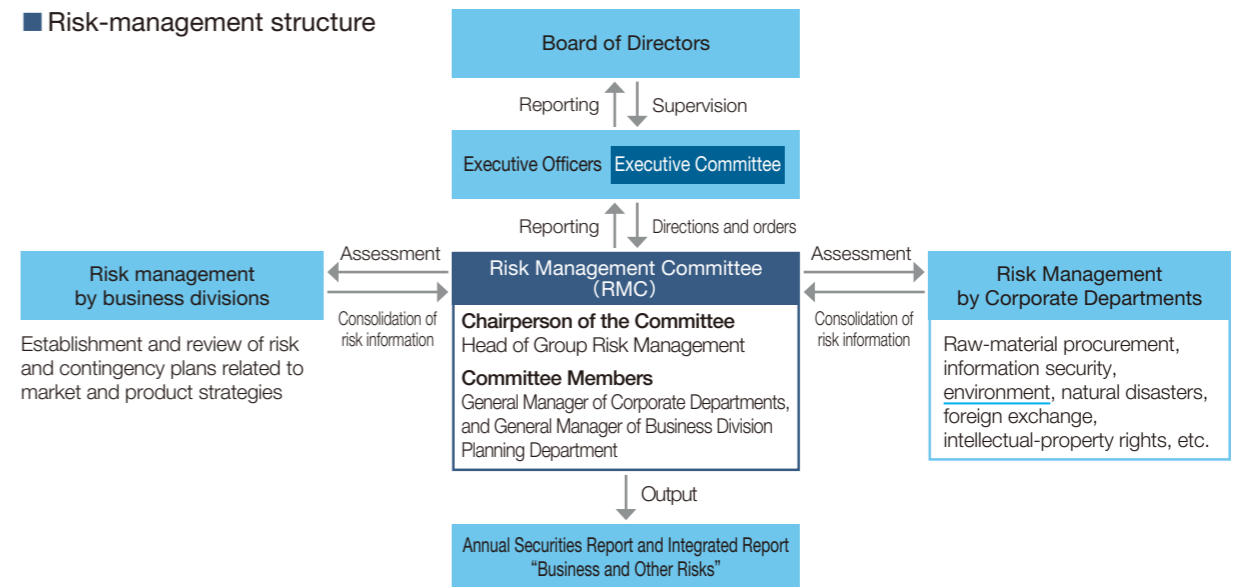 ■ Risk-management structure
Board of Directors
Reporting
Supervision
Executive Officers
Executive Committee
Reporting
Directions and orders
Risk management
by business divisions
Establishment and review of risk
and contingency plans related to
market and product strategies
Assessment
Consolidation of
risk information
Risk Management Committee
(RMC)
Chairperson of the Committee
Head of Group Risk Management
Committee Members
General Manager of Corporate Departments,
and General Manager of Business Division
Planning Department
Assessment
Consolidation of
risk information
Risk Management
by Corporate Departments
Raw-material procurement,
information security,
environment, natural disasters,
foreign exchange,
intellectual-property rights, etc.
Output
Annual Securities Report and Integrated Report
“Business and Other Risks”